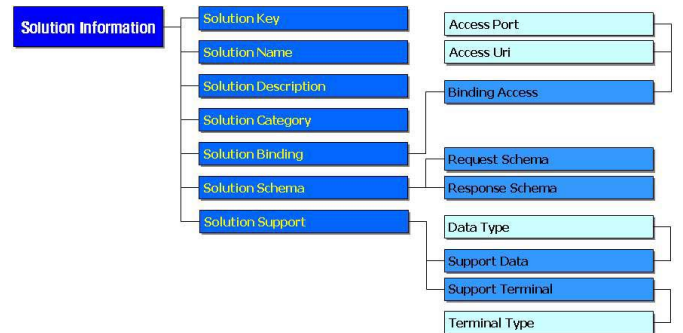 Solution Information
Solution Key
Solution Name
Solution Description
Solution Category
Solution Binding
Solution Schema
Solution Support
Access Port
Access Uri
Binding Access
Request Schema
Response Schema
Data Type
Support Data
Support Terminal
Terminal Type